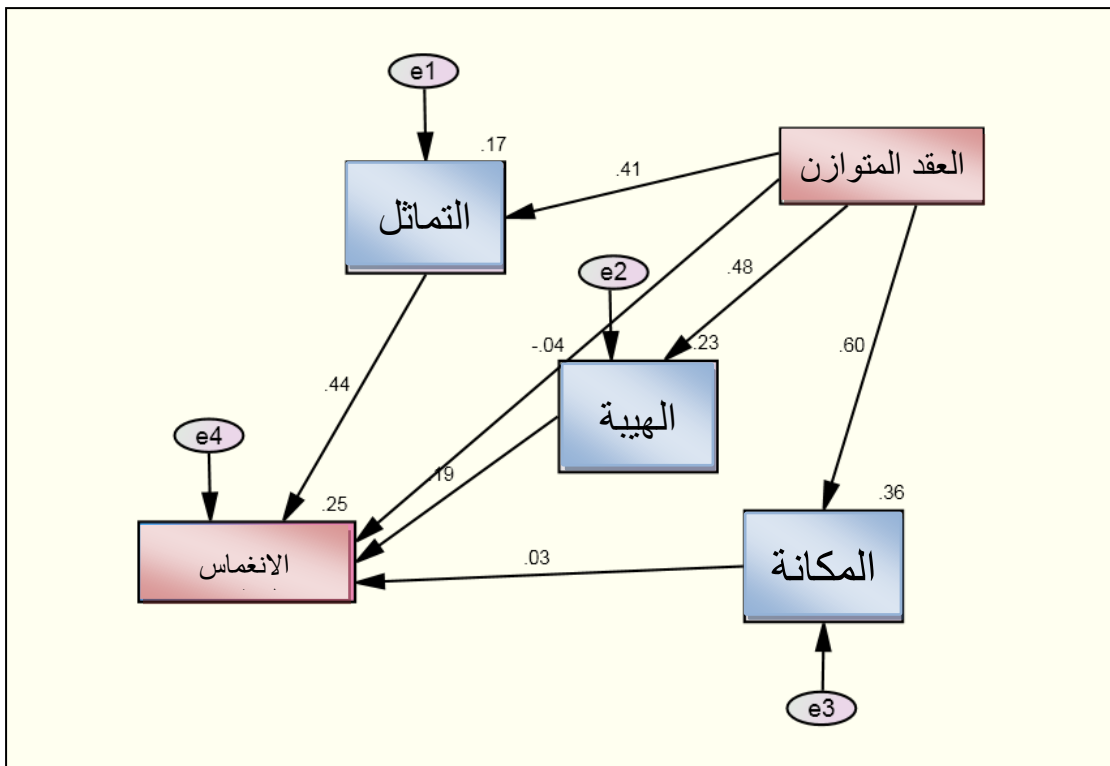 e1
.17
التماثل
العقد المتوازن
.41
e2
.48
-.04
.23
.60
الهيبة
.44
e4
.19
.25
.36
الانغماس
المكانة
.03
e3